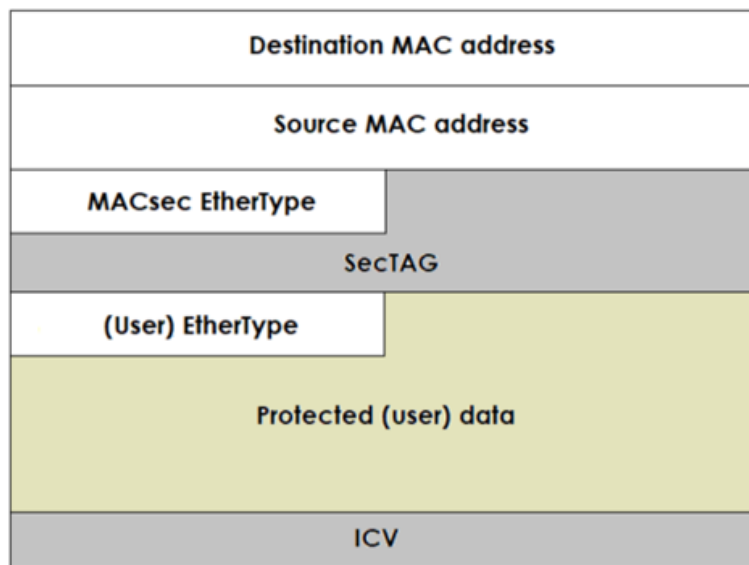 Destination MAC address
Source MAC address
MACsec EtherType
SecTAG
(User) EtherType
Protected (user) data
ICV